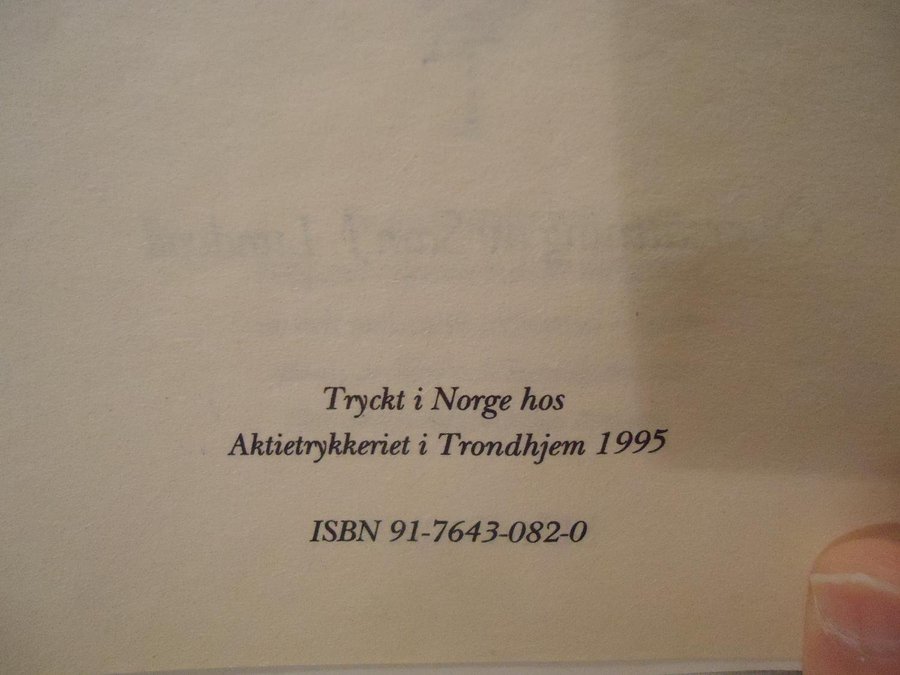 Tryckt i Norge hos
Aktietrykkeriet i Trondhjem 1995
ISBN 91-7643-082-0